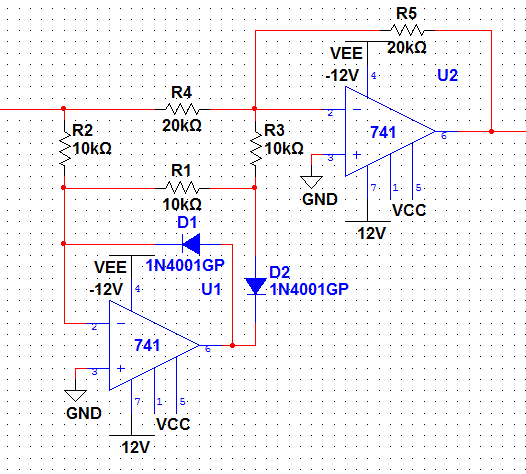 R5
20kΩ
VEE
-12V
4
U2
R4
20kΩ
2
741
6
R2
10kΩ
R3
10kΩ
3
R1
10kΩ
7
1
5
GND
VCC
12V
D1
1N4001GP
VEE
-12V
4
U1
D2
1N4001GP
2
741
6
3
7
1
5
GND
VCC
12V